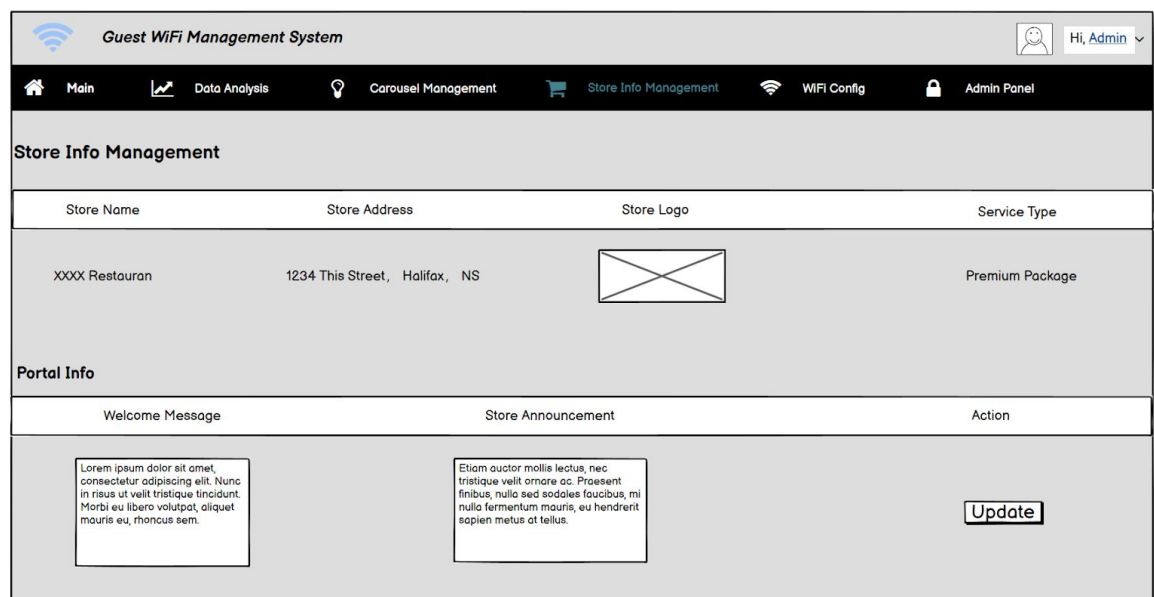 Guest WiFi Management System
Hi, Admin
Main Data Analysis Carousel Management Store Info Management WiFi Config Admin Panel
Store Info Management
Store Name Store Address Store Logo Service Type
XXXX Restauran 1234 This Street, Halifax, NS Premium Package
Portal Info
Welcome Message Store Announcement Action
Lorem ipsum dolor sit amet,
consectetur adipiscing elit. Nunc
in risus ut velit tristique tincidunt.
Morbi eu libero volutpat, aliquet
mauris eu, rhoncus sem.
Etiam auctor mollis lectus, nec
tristique velit ornare ac. Praesent
finibus, nulla sed sodales faucibus, mi
nulla fermentum mauris, eu hendrerit
sapien metus at tellus.
Update